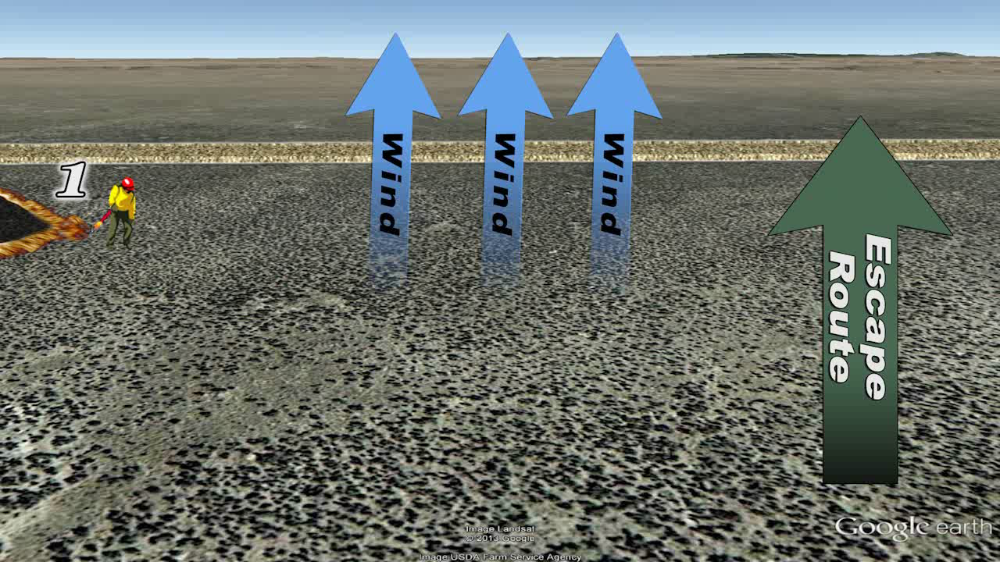 1
Wind
Wind
Wind
Escape
Route
Image Landsat
© 2013 Google
Google earth
Image USDA Farm Service Agency